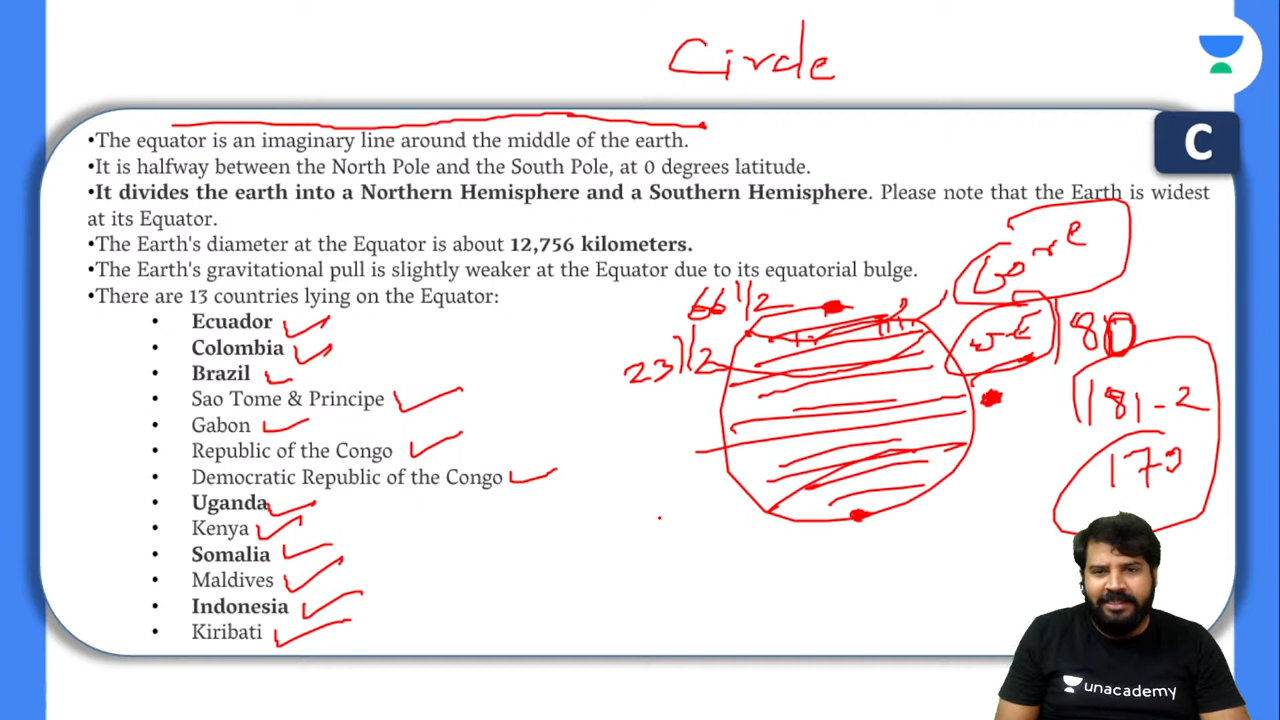 Circle
C
•The equator is an imaginary line around the middle of the earth.
•It is halfway between the North Pole and the South Pole, at 0 degrees latitude.
•It divides the earth into a Northern Hemisphere and a Southern Hemisphere. Please note that the Earth is widest
at its Equator.
•The Earth's diameter at the Equator is about 12,756 kilometers.
•The Earth's gravitational pull is slightly weaker at the Equator due to its equatorial bulge.
•There are 13 countries lying on the Equator:
• Ecuador
• Colombia
• Brazil
• Sao Tome & Principe
• Gabon
• Republic of the Congo
• Democratic Republic of the Congo
• Uganda
• Kenya
• Somalia
• Maldives
• Indonesia
• Kiribati
66 1/2
23 1/2
W-E
180
181-2
179
unacademy